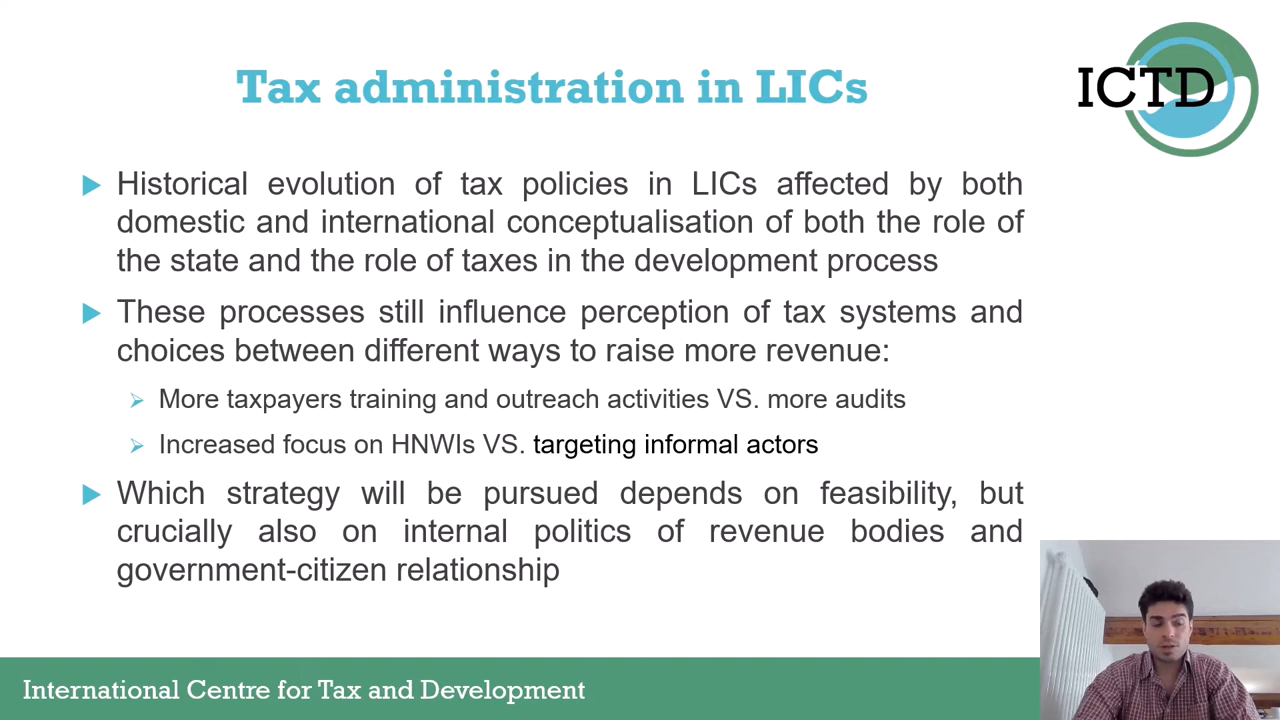 Tax administration in LICs
ICTD
Historical evolution of tax policies in LICs affected by both
domestic and international conceptualisation of both the role of
the state and the role of taxes in the development process
These processes still influence perception of tax systems and
choices between different ways to raise more revenue:
More taxpayers training and outreach activities VS. more audits
Increased focus on HNWIs VS. targeting informal actors
Which strategy will be pursued depends on feasibility, but
crucially also on internal politics of revenue bodies and
government-citizen relationship
International Centre for Tax and Development